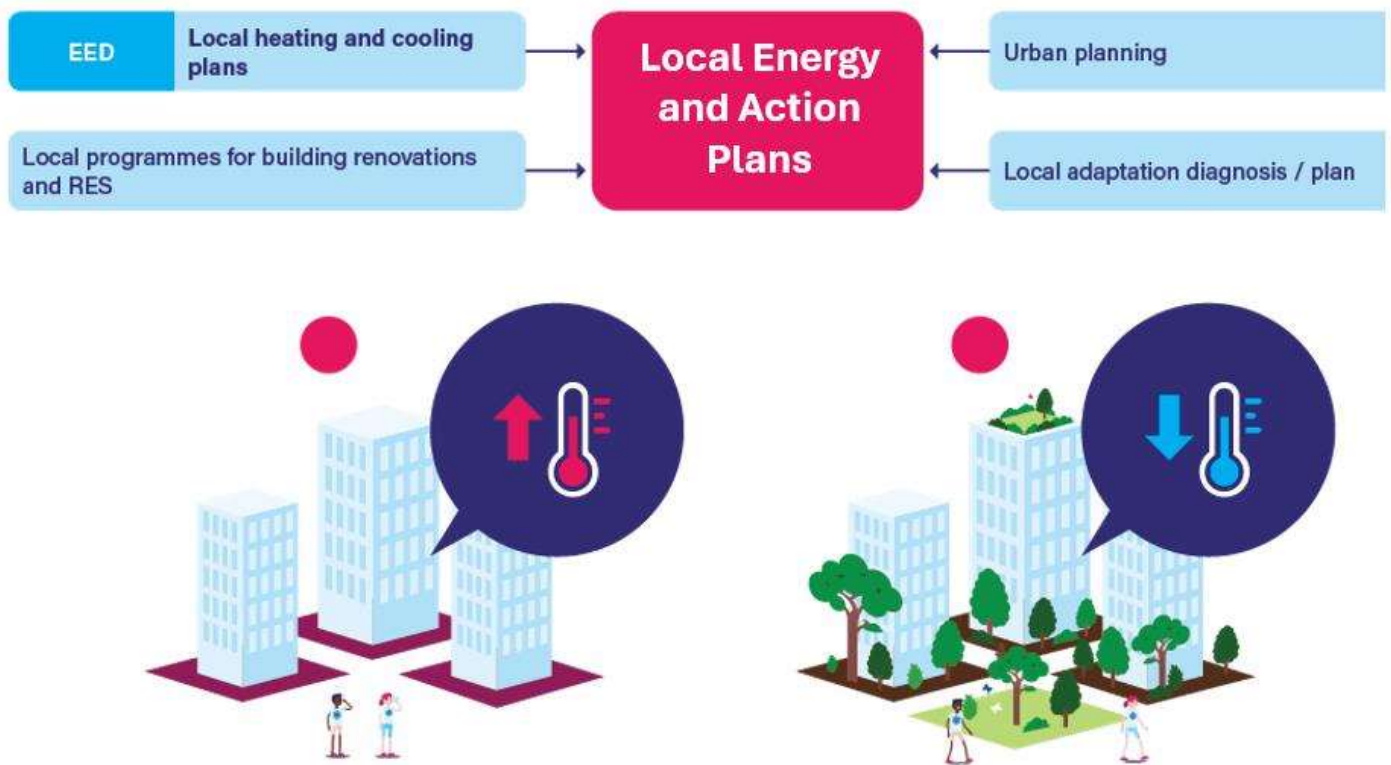 EED
Local heating and cooling
plans
Local programmes for building renovations
and RES
Local Energy
and Action
Plans
Urban planning
Local adaptation diagnosis / plan